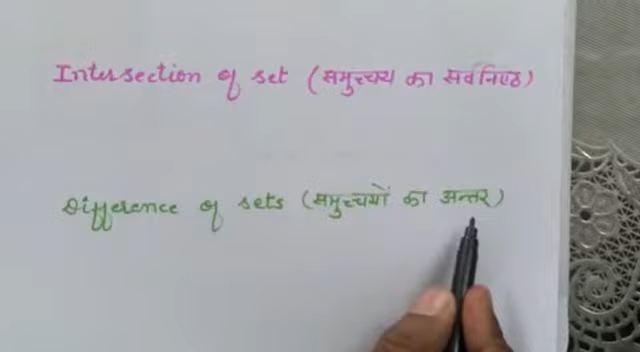 Intersection of set (समुच्चय का सर्वनिष्ठ)
Difference of sets (समुच्चयों का अन्तर)